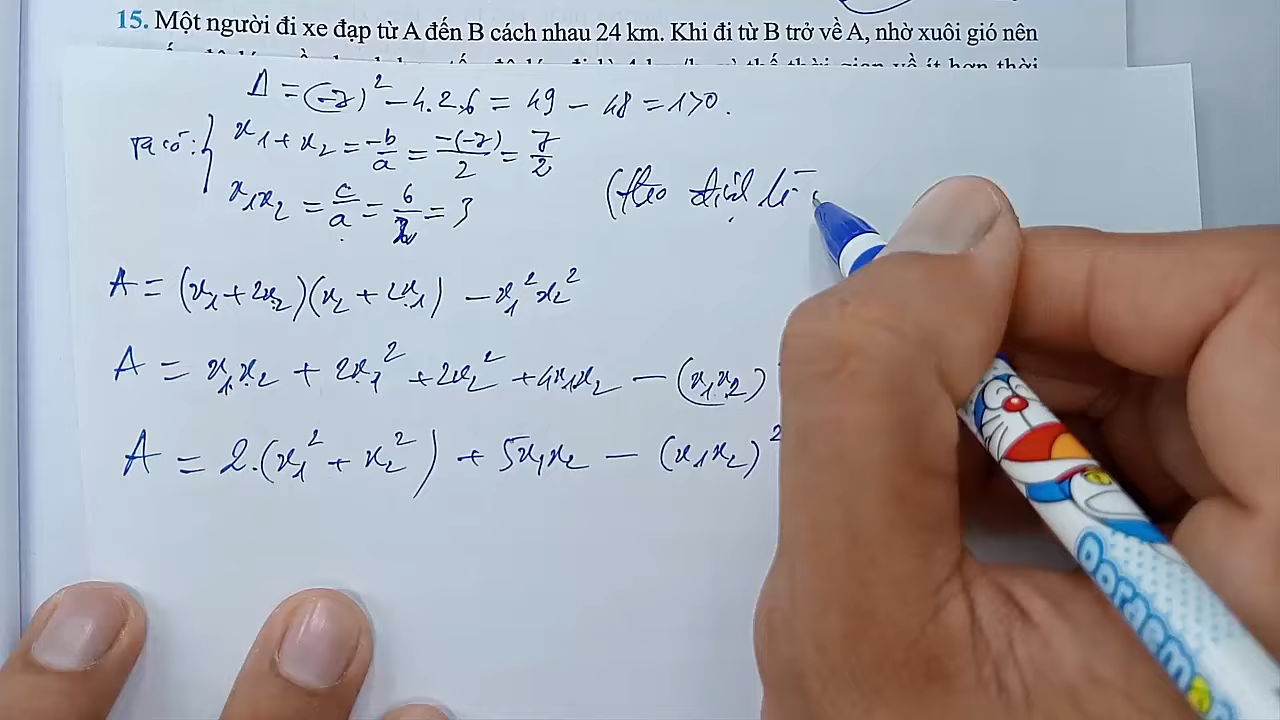 15. Một người đi xe đạp từ A đến B cách nhau 24 km. Khi đi từ B trở về A, nhờ xuôi gió nên
Δ = (-7)² - 4.2.6 = 49 - 48 = 1 > 0.
Ta có: { x₁ + x₂ = -b/a = -(-7)/2 = 7/2
x₁x₂ = c/a = 6/2 = 3
(theo định lí
A = (x₁ + 2x₂)(x₂ + 2x₁) - x₁²x₂²
A = x₁x₂ + 2x₁² + 2x₂² + 4x₁x₂ - (x₁x₂)
A = 2.(x₁² + x₂²) + 5x₁x₂ - (x₁x₂)²
Doraemon